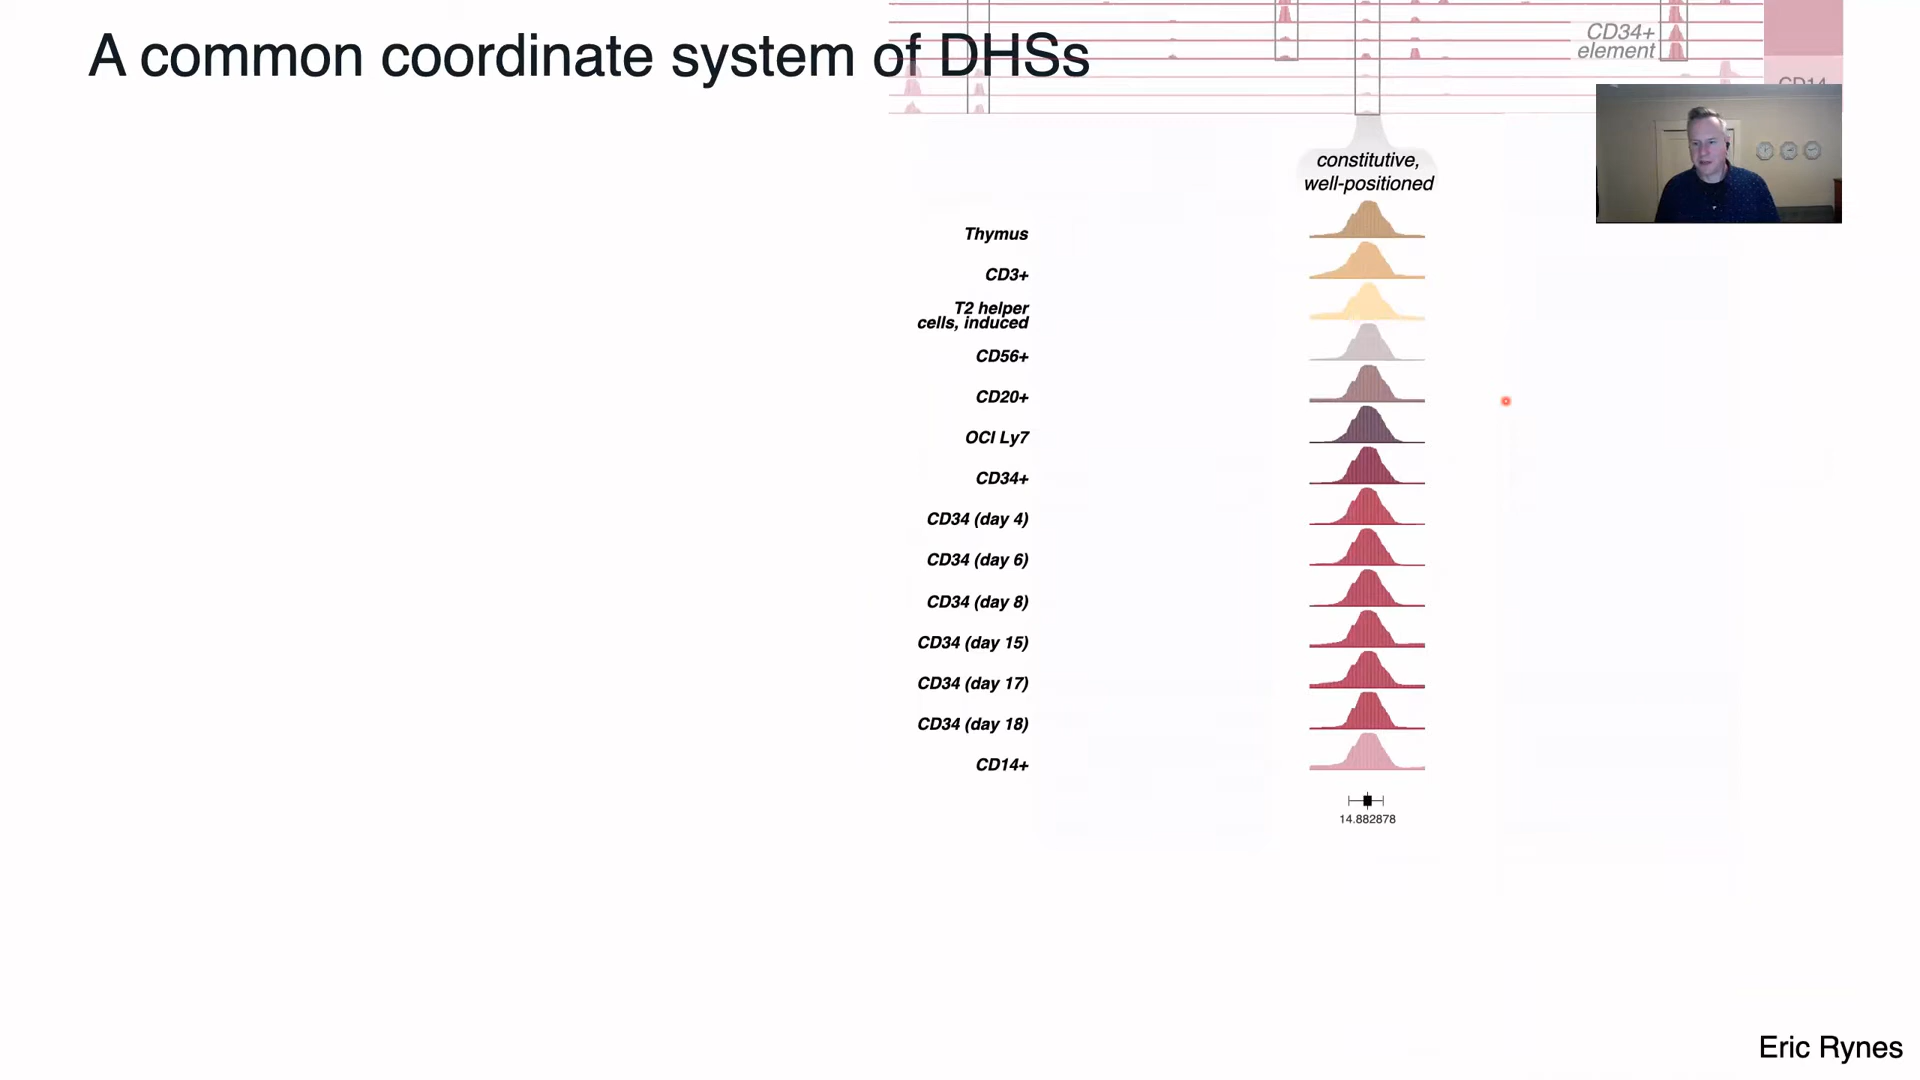 A common coordinate system of DHSs
CD34+
element
constitutive,
well-positioned
Thymus
CD3+
T2 helper
cells, induced
CD56+
CD20+
OCI Ly7
CD34+
CD34 (day 4)
CD34 (day 6)
CD34 (day 8)
CD34 (day 15)
CD34 (day 17)
CD34 (day 18)
CD14+
14.882878
Eric Rynes